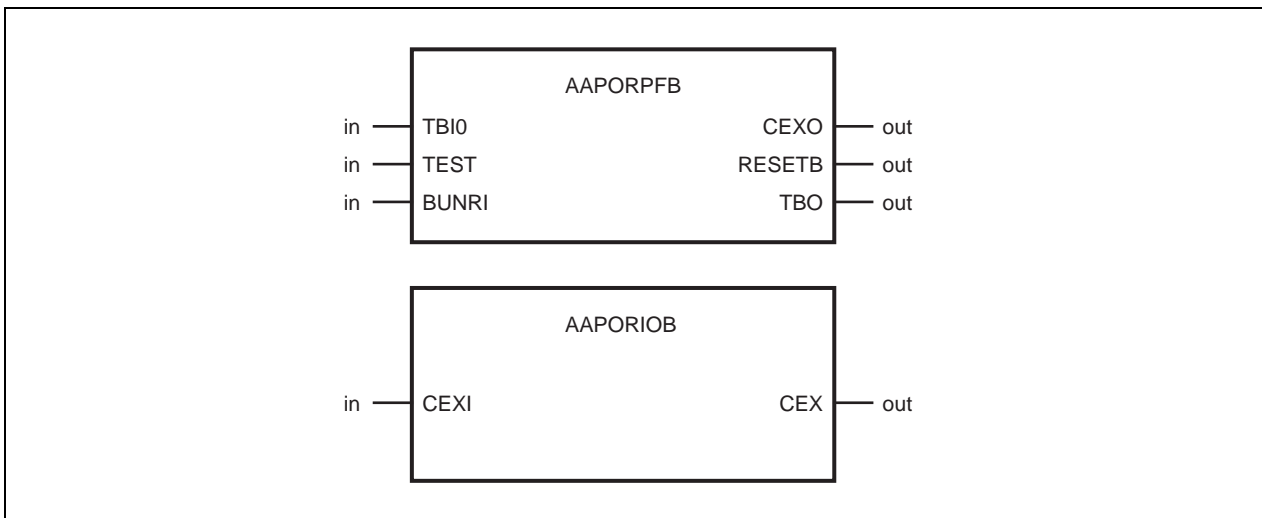 AAPORPFB
in TBI0 CEXO out
in TEST RESETB out
in BUNRI TBO out
AAPORIOB
in CEXI CEX out